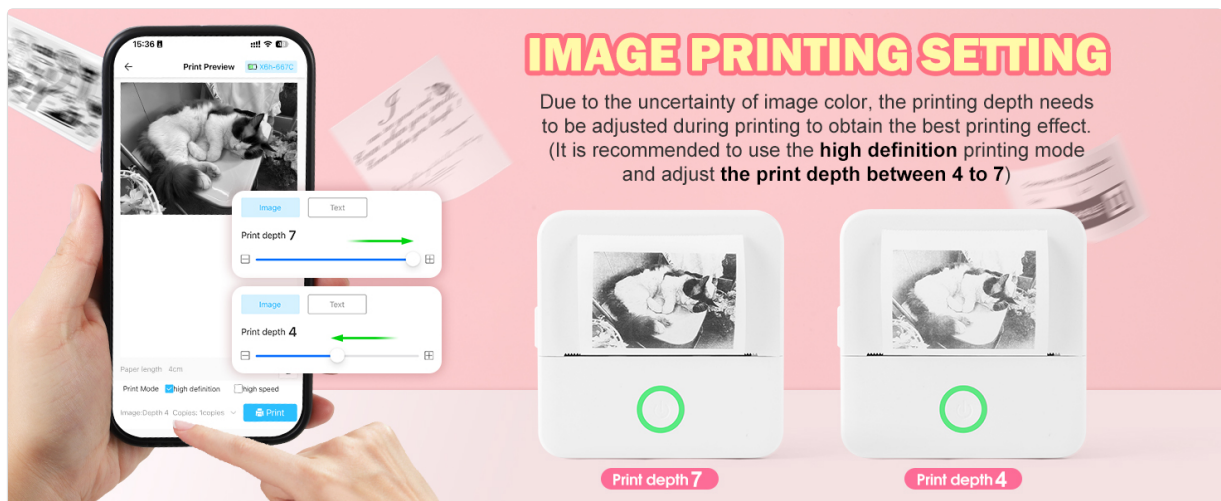 15:36
Print Preview
X6h-667C
Image
Text
Print depth 7
Image
Text
Print depth 4
Paper length 4cm
Print Mode high definition high speed
Image:Depth 4 Copies: 1copies
Print
IMAGE PRINTING SETTING
Due to the uncertainty of image color, the printing depth needs
to be adjusted during printing to obtain the best printing effect.
(It is recommended to use the high definition printing mode
and adjust the print depth between 4 to 7)
Print depth 7
Print depth 4